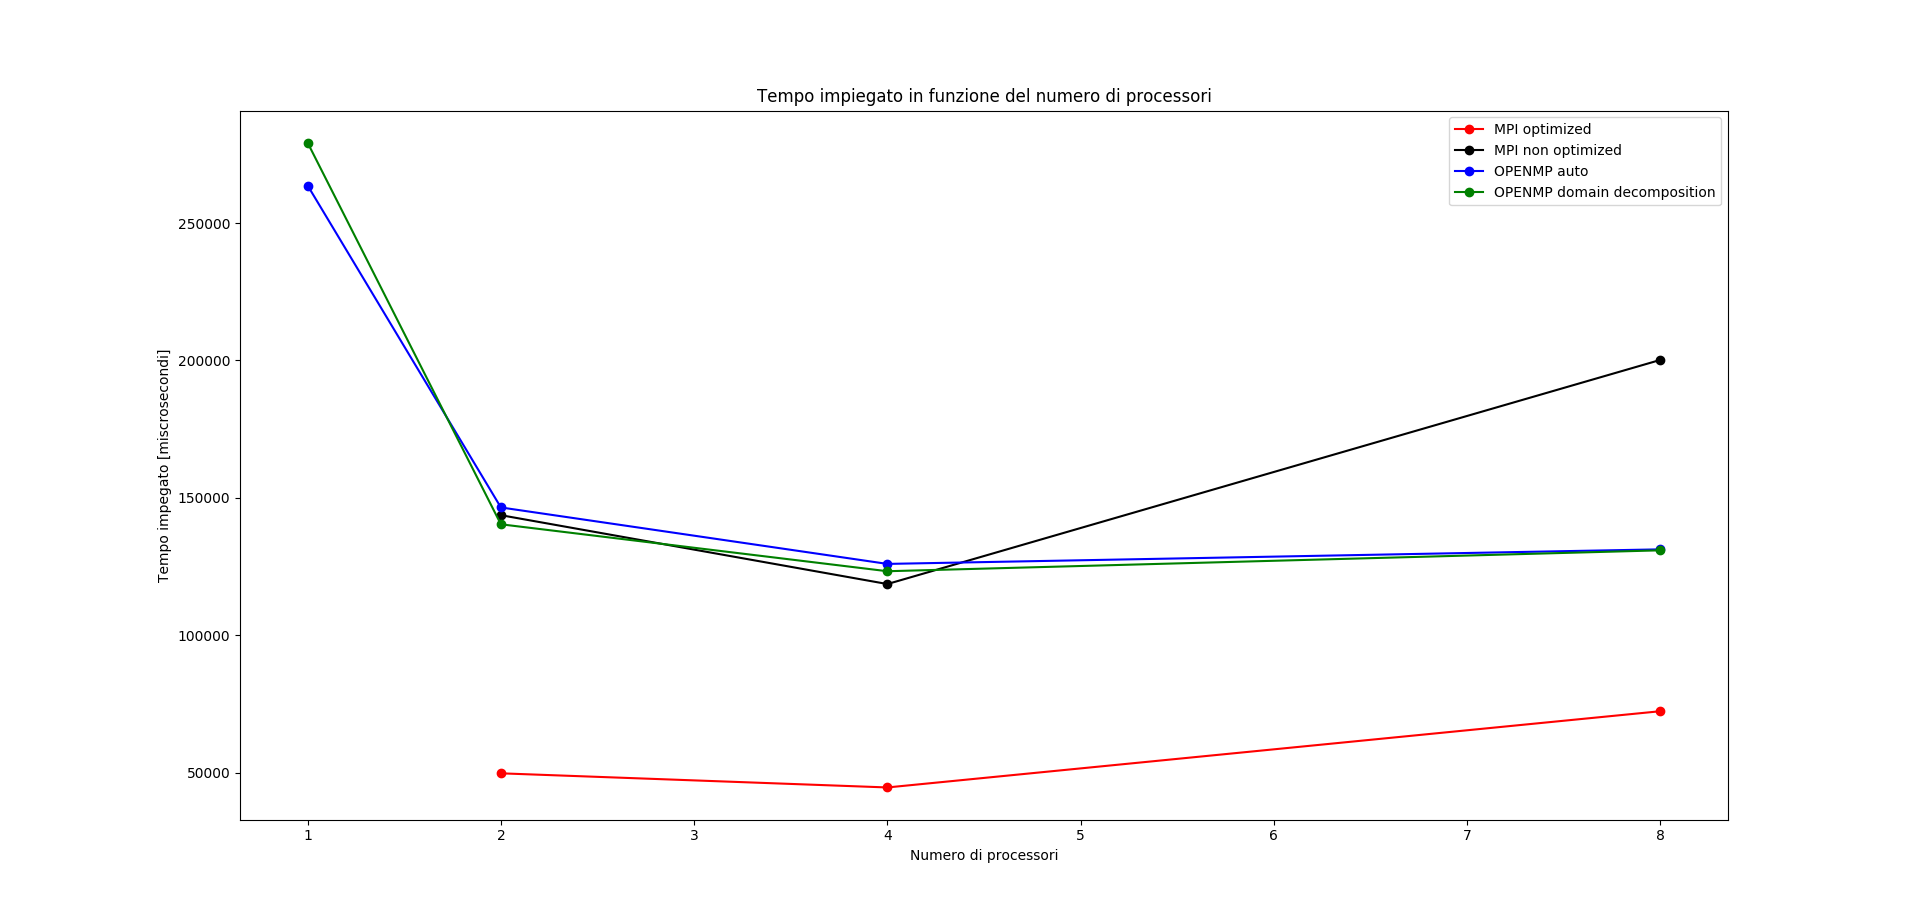 Tempo impiegato in funzione del numero di processori
MPI optimized
MPI non optimized
OPENMP auto
OPENMP domain decomposition
Tempo impegato [miscrosecondi]
250000
200000
150000
100000
50000
1 2 3 4 5 6 7 8
Numero di processori